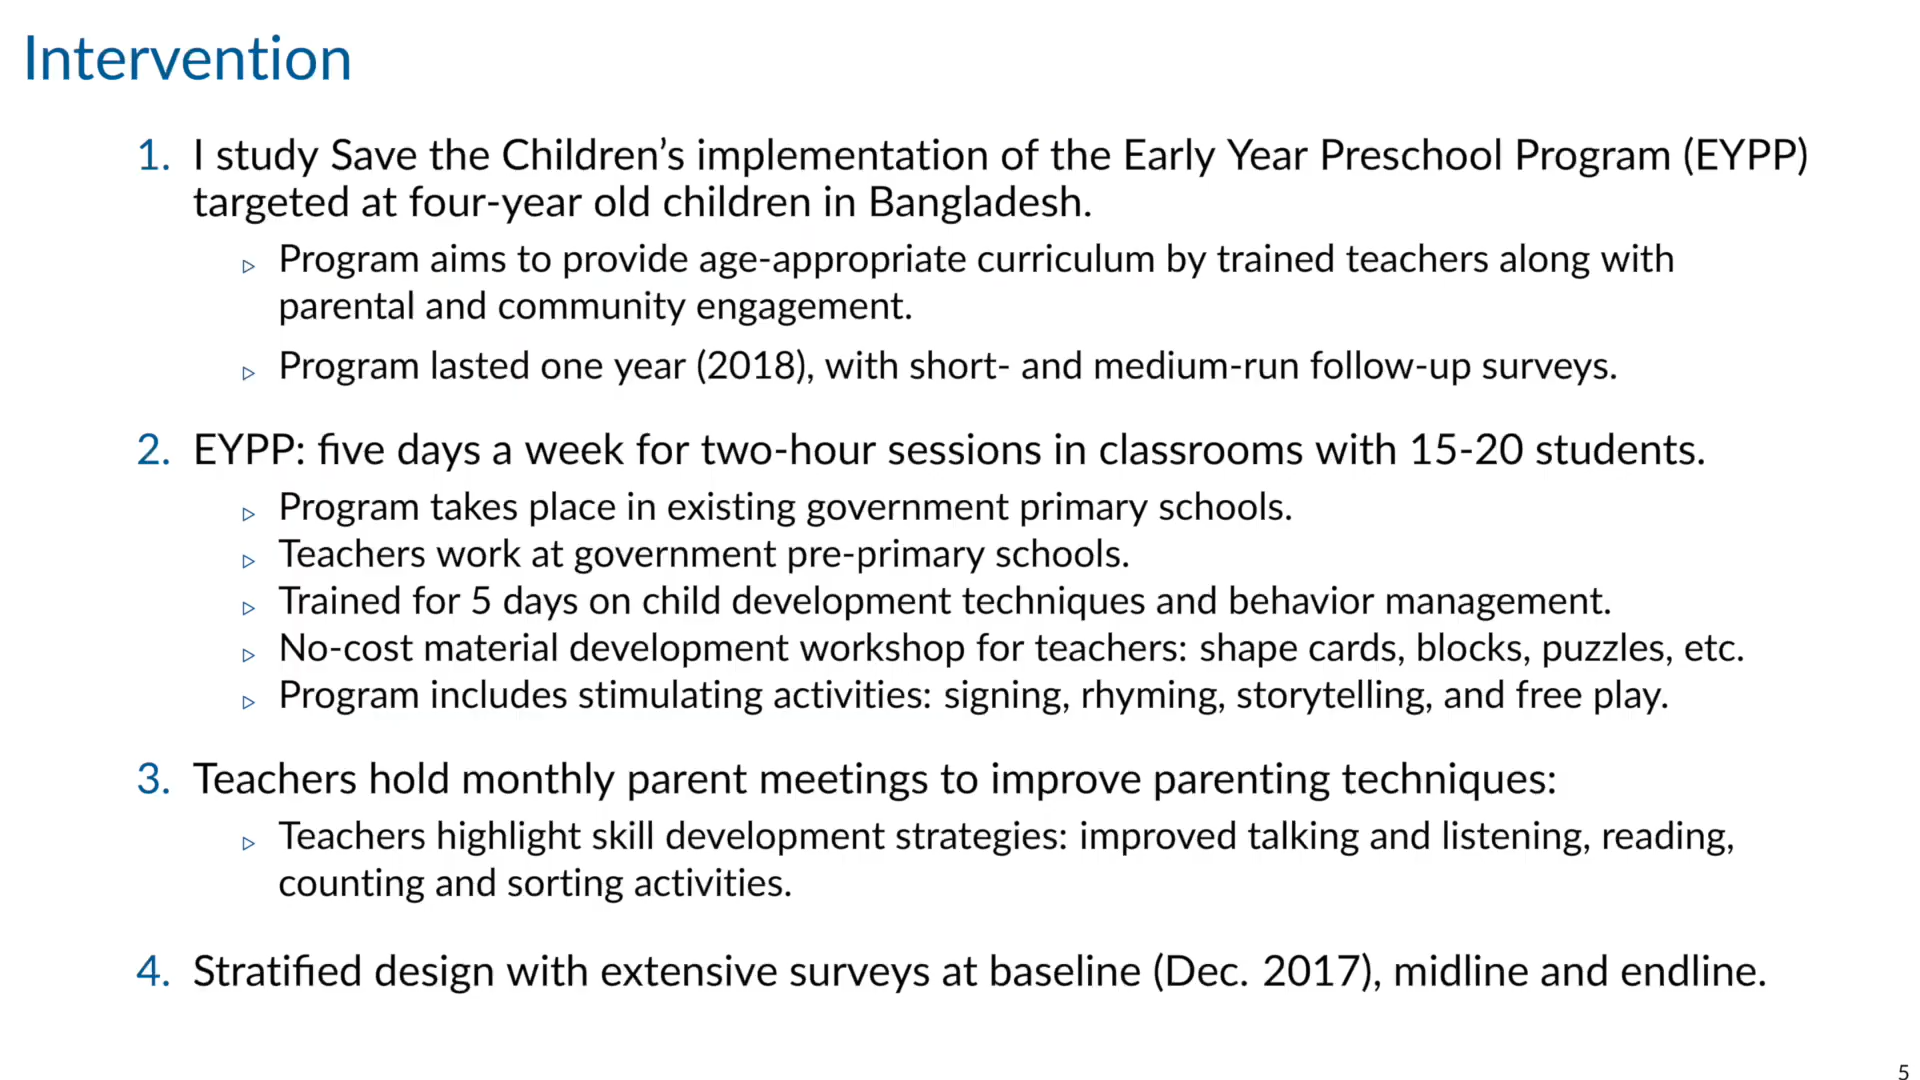 Intervention
1. I study Save the Children's implementation of the Early Year Preschool Program (EYPP)
targeted at four-year old children in Bangladesh.
▹ Program aims to provide age-appropriate curriculum by trained teachers along with
parental and community engagement.
▹ Program lasted one year (2018), with short- and medium-run follow-up surveys.
2. EYPP: five days a week for two-hour sessions in classrooms with 15-20 students.
▹ Program takes place in existing government primary schools.
▹ Teachers work at government pre-primary schools.
▹ Trained for 5 days on child development techniques and behavior management.
▹ No-cost material development workshop for teachers: shape cards, blocks, puzzles, etc.
▹ Program includes stimulating activities: signing, rhyming, storytelling, and free play.
3. Teachers hold monthly parent meetings to improve parenting techniques:
▹ Teachers highlight skill development strategies: improved talking and listening, reading,
counting and sorting activities.
4. Stratified design with extensive surveys at baseline (Dec. 2017), midline and endline.
5